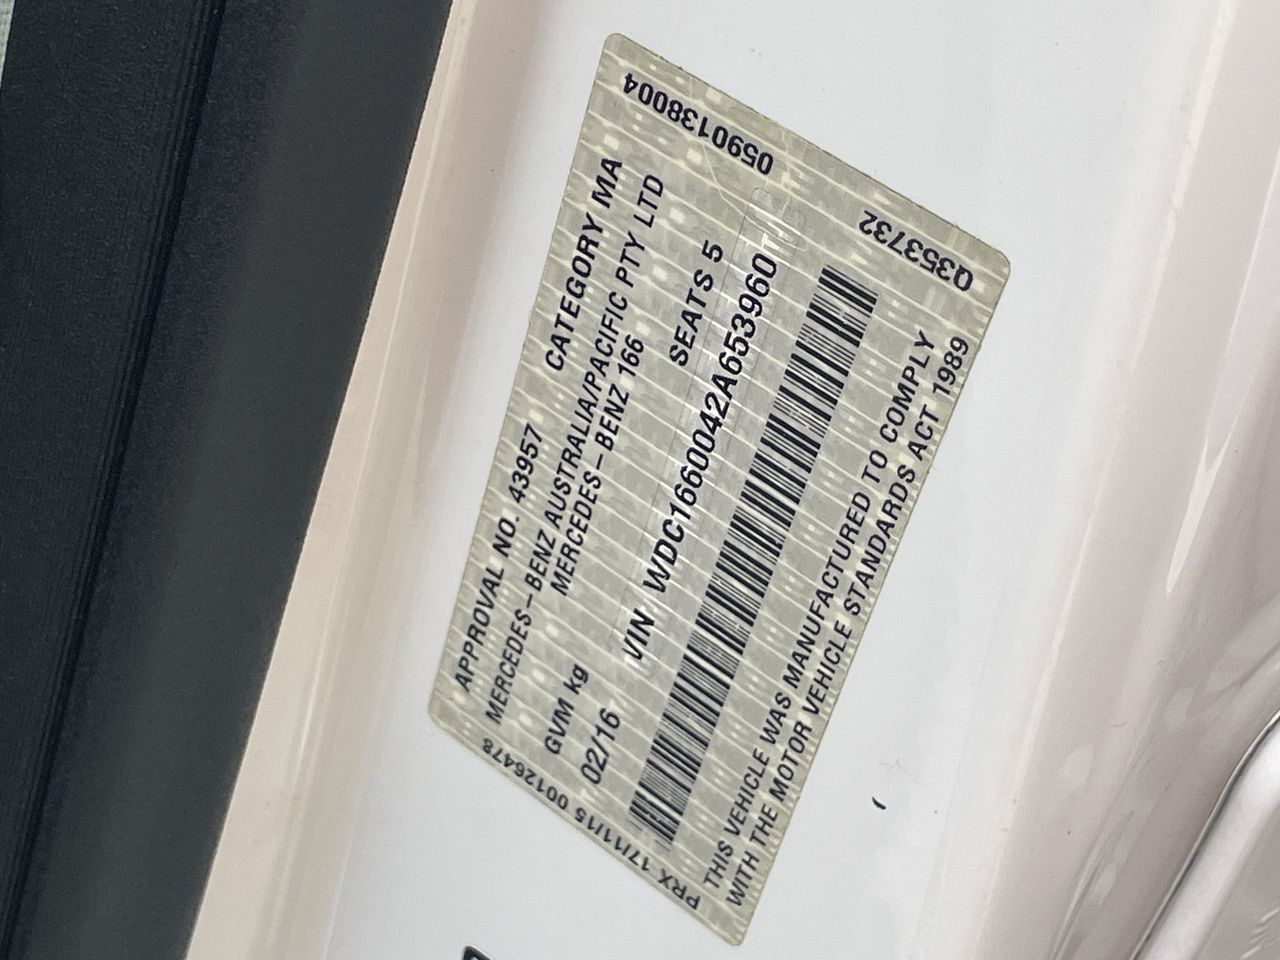 APPROVAL NO. 43957 CATEGORY MA
MERCEDES-BENZ AUSTRALIA/PACIFIC PTY LTD
MERCEDES-BENZ 166
GVM kg SEATS 5
02/16 VIN WDC1660042A653960
THIS VEHICLE WAS MANUFACTURED TO COMPLY
WITH THE MOTOR VEHICLE STANDARDS ACT 1989
PRX 17/11/15 00126478
Q353732 0590138004